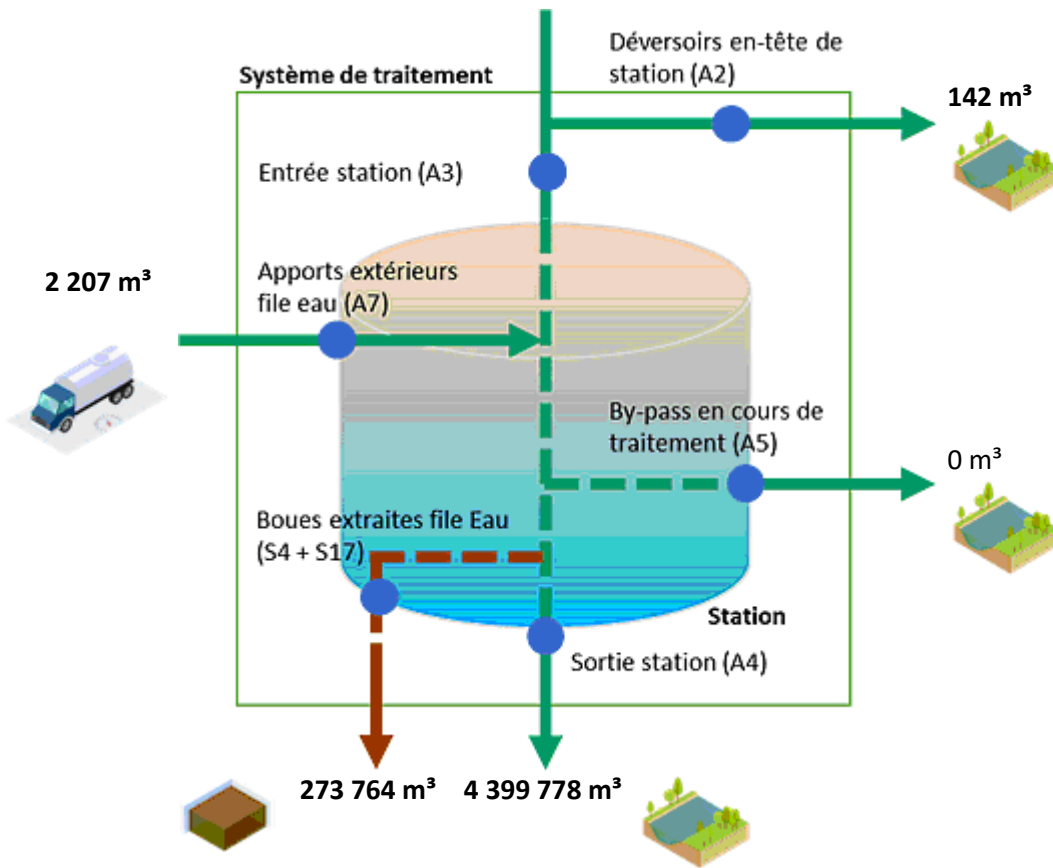 Déversoirs en-tête de
station (A2)
Système de traitement
142 m³
Entrée station (A3)
Apports extérieurs
file eau (A7)
2 207 m³
By-pass en cours de
traitement (A5)
0 m³
Boues extraites file Eau
(S4 + S17)
Station
Sortie station (A4)
273 764 m³
4 399 778 m³